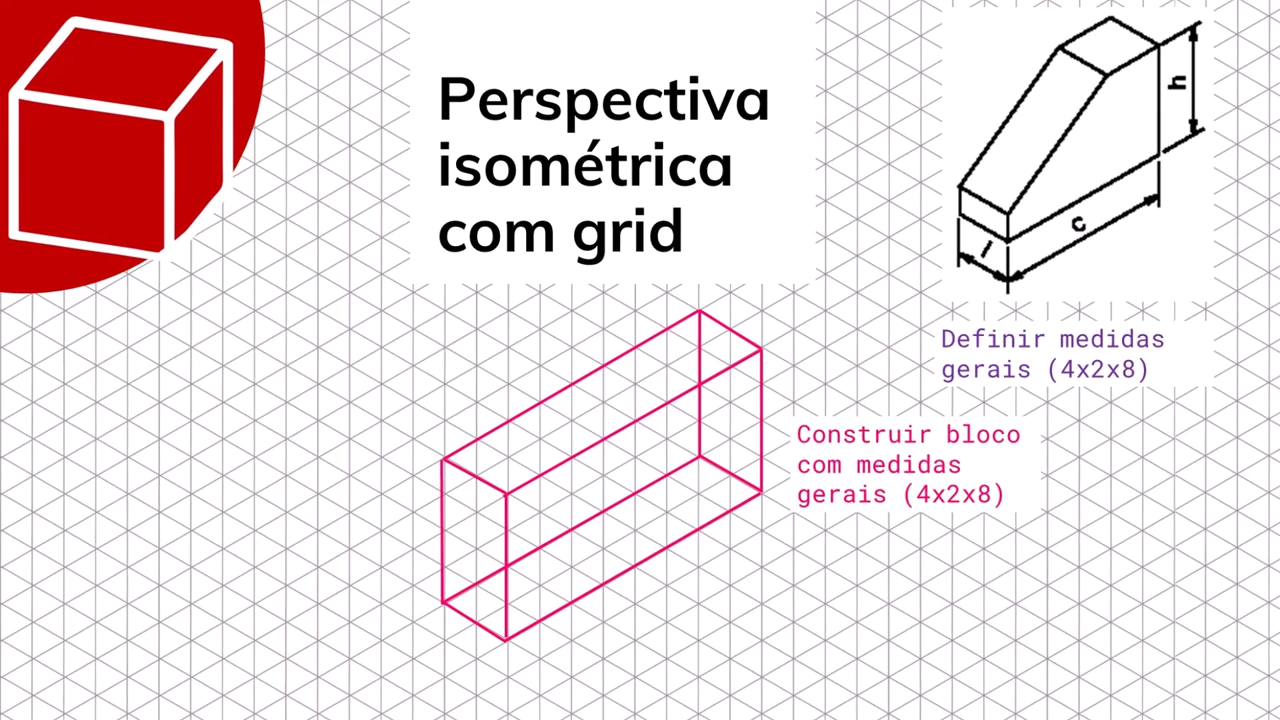 Perspectiva
isométrica
com grid
h
c
l
Definir medidas
gerais (4x2x8)
Construir bloco
com medidas
gerais (4x2x8)